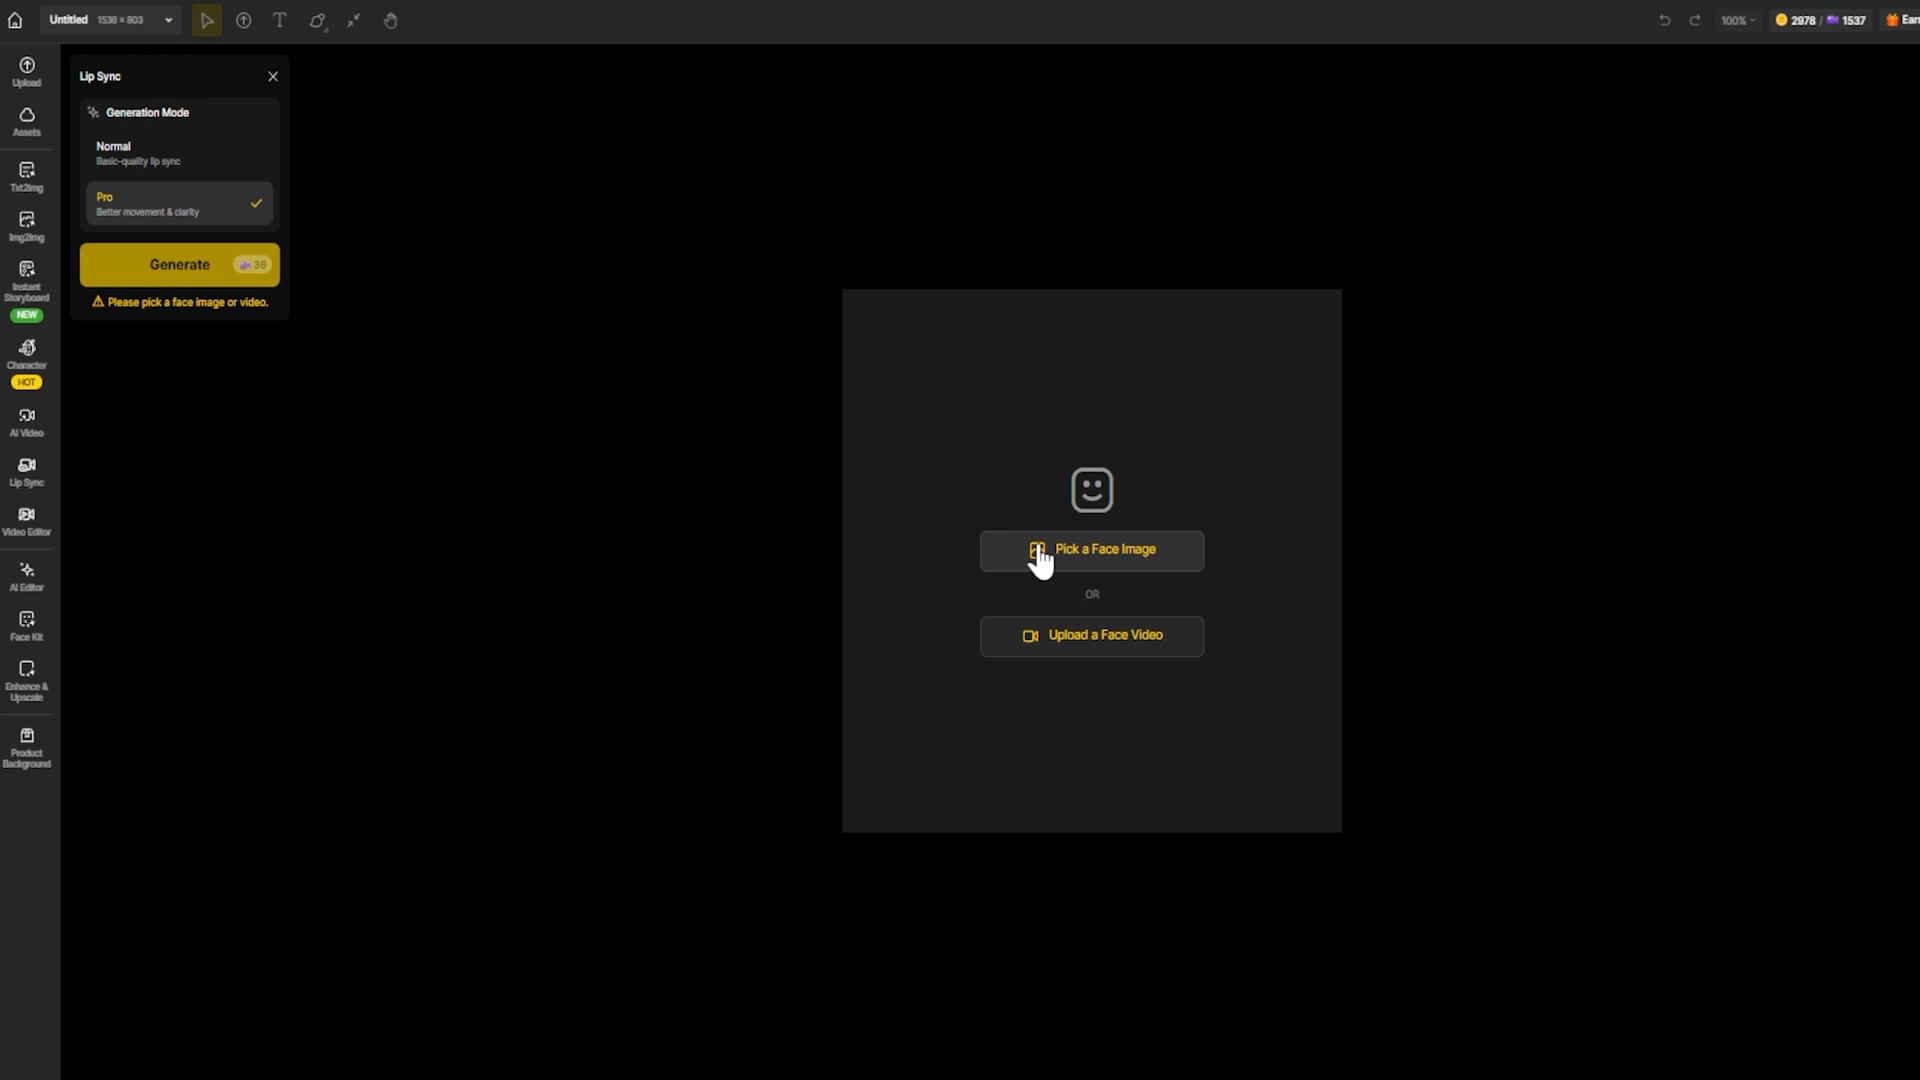 Untitled 1536 × 803
100%
2978 / 1537
Earn
Upload
Assets
Txt2Img
Img2Img
Instant
Storyboard
NEW
Character
HOT
AI Video
Lip Sync
Video Editor
AI Editor
Face Kit
Enhance &
Upscale
Product
Background
Lip Sync
Generation Mode
Normal
Basic-quality lip sync
Pro
Better movement & clarity
Generate 36
Please pick a face image or video.
Pick a Face Image
OR
Upload a Face Video